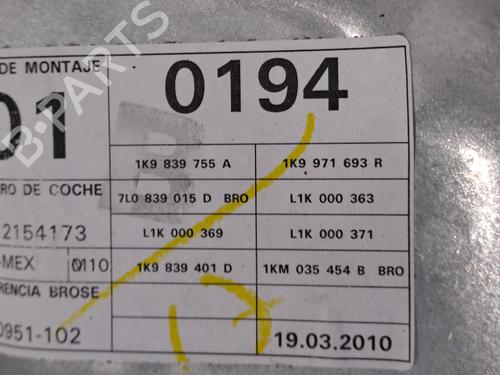 DE MONTAJE 0194
01
1K9 839 755 A 1K9 971 693 R
RO DE COCHE 7L0 839 015 D BRO L1K 000 363
2154173 L1K 000 369 L1K 000 371
-MEX 0110 1K9 839 401 D 1KM 035 454 B BRO
RENCIA BROSE
0951-102 19.03.2010
B
B-PARTS